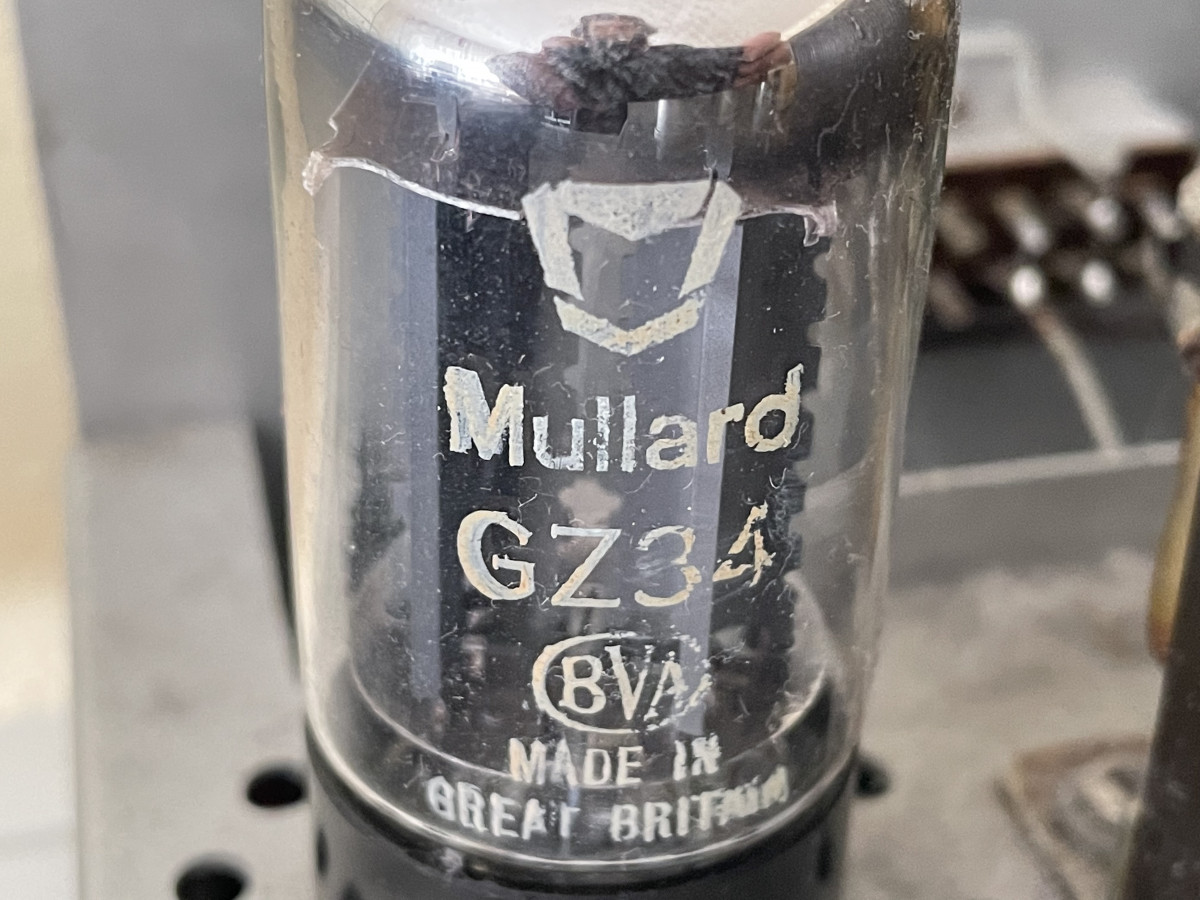 Mullard
GZ34
BVA
MADE IN
GREAT BRITAIN